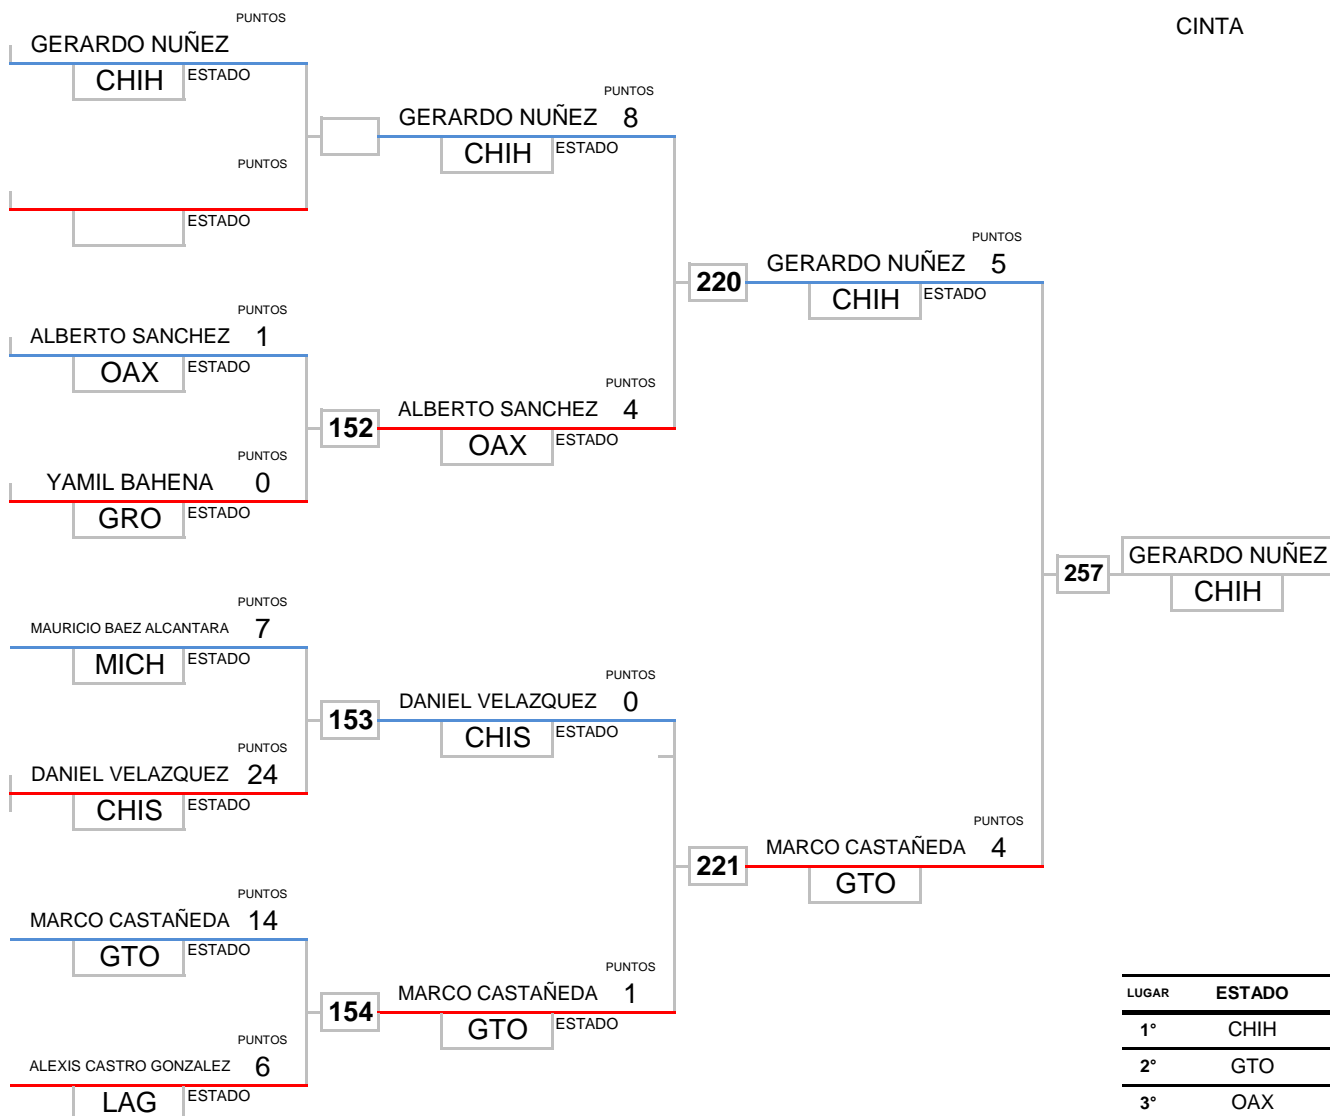 PUNTOS
CINTA
GERARDO NUÑEZ
CHIH ESTADO
PUNTOS
GERARDO NUÑEZ 8
CHIH ESTADO
PUNTOS
ESTADO
PUNTOS
GERARDO NUÑEZ 5
220
CHIH ESTADO
PUNTOS
ALBERTO SANCHEZ 1
OAX ESTADO
PUNTOS
ALBERTO SANCHEZ 4
152
OAX ESTADO
PUNTOS
YAMIL BAHENA 0
GRO ESTADO
GERARDO NUÑEZ
257
CHIH
PUNTOS
MAURICIO BAEZ ALCANTARA 7
MICH ESTADO
PUNTOS
DANIEL VELAZQUEZ 0
153
CHIS ESTADO
PUNTOS
DANIEL VELAZQUEZ 24
CHIS ESTADO
PUNTOS
MARCO CASTAÑEDA 4
221
GTO
PUNTOS
MARCO CASTAÑEDA 14
GTO ESTADO
PUNTOS
MARCO CASTAÑEDA 1
154
GTO ESTADO
PUNTOS
ALEXIS CASTRO GONZALEZ 6
LAG ESTADO
LUGAR ESTADO
1° CHIH
2° GTO
3° OAX